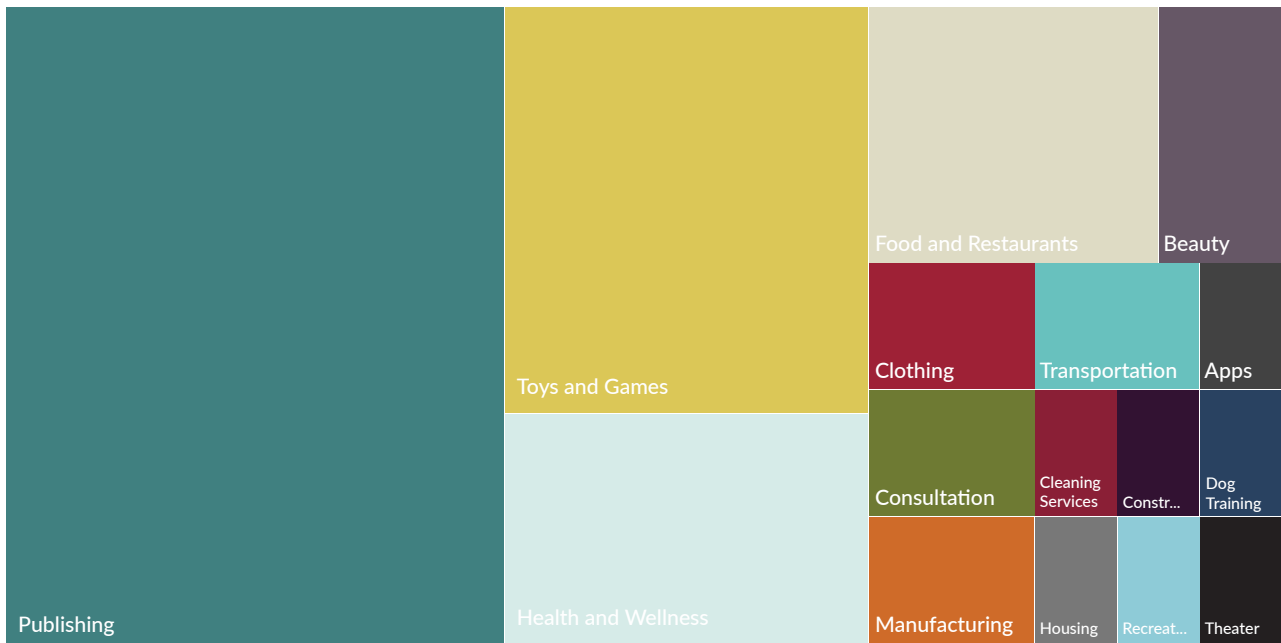 Publishing
Toys and Games
Health and Wellness
Food and Restaurants
Beauty
Clothing
Transportation
Apps
Consultation
Cleaning
Services
Constr...
Dog
Training
Manufacturing
Housing
Recreat...
Theater